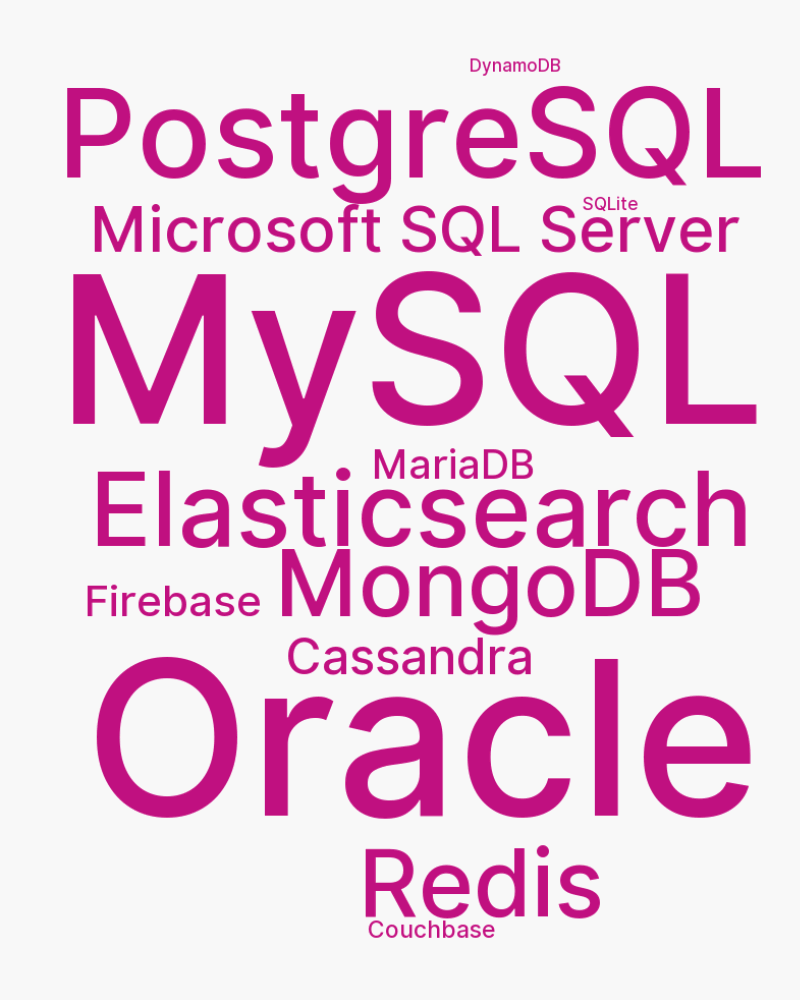 DynamoDB
PostgreSQL
SQLite
Microsoft SQL Server
MySQL
MariaDB
Elasticsearch
MongoDB
Firebase
Cassandra
Oracle
Redis
Couchbase